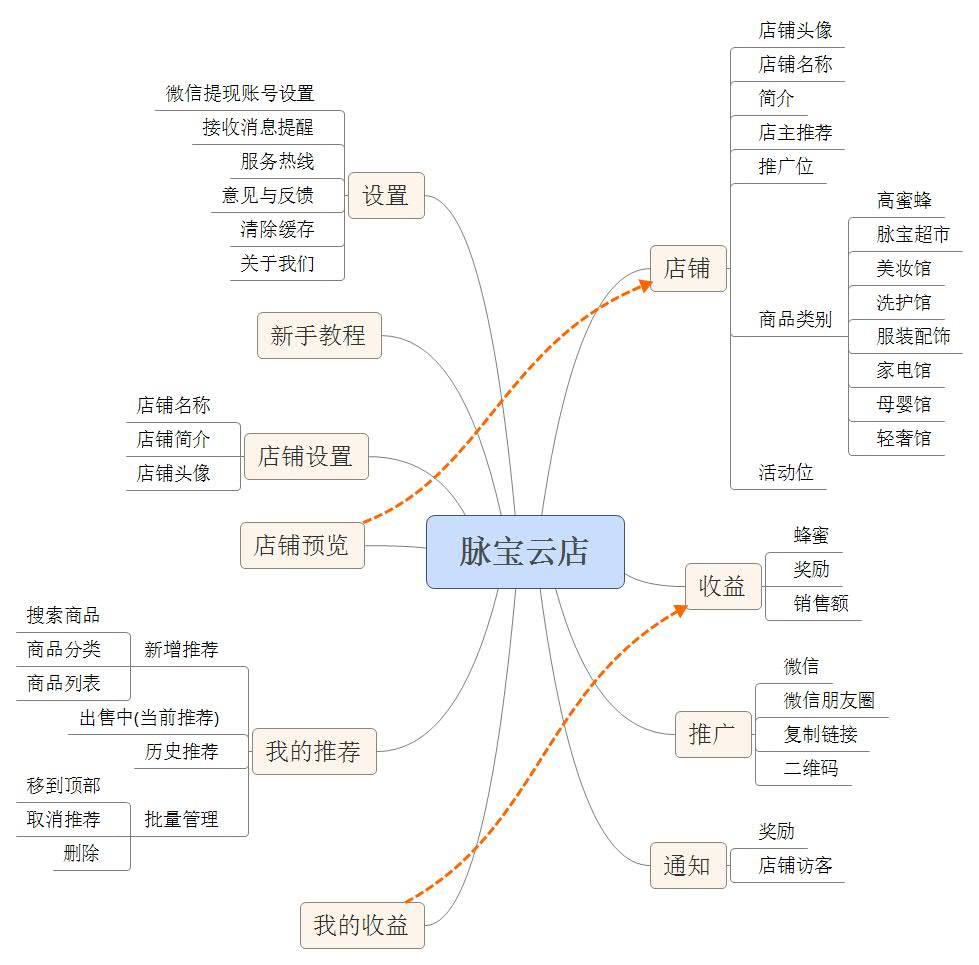 脉宝云店
店铺
店铺头像
店铺名称
简介
店主推荐
推广位
商品类别
高蜜蜂
脉宝超市
美妆馆
洗护馆
服装配饰
家电馆
母婴馆
轻奢馆
活动位
收益
蜂蜜
奖励
销售额
推广
微信
微信朋友圈
复制链接
二维码
通知
奖励
店铺访客
设置
微信提现账号设置
接收消息提醒
服务热线
意见与反馈
清除缓存
关于我们
新手教程
店铺设置
店铺名称
店铺简介
店铺头像
店铺预览
我的推荐
新增推荐
搜索商品
商品分类
商品列表
出售中(当前推荐)
历史推荐
批量管理
移到顶部
取消推荐
删除
我的收益